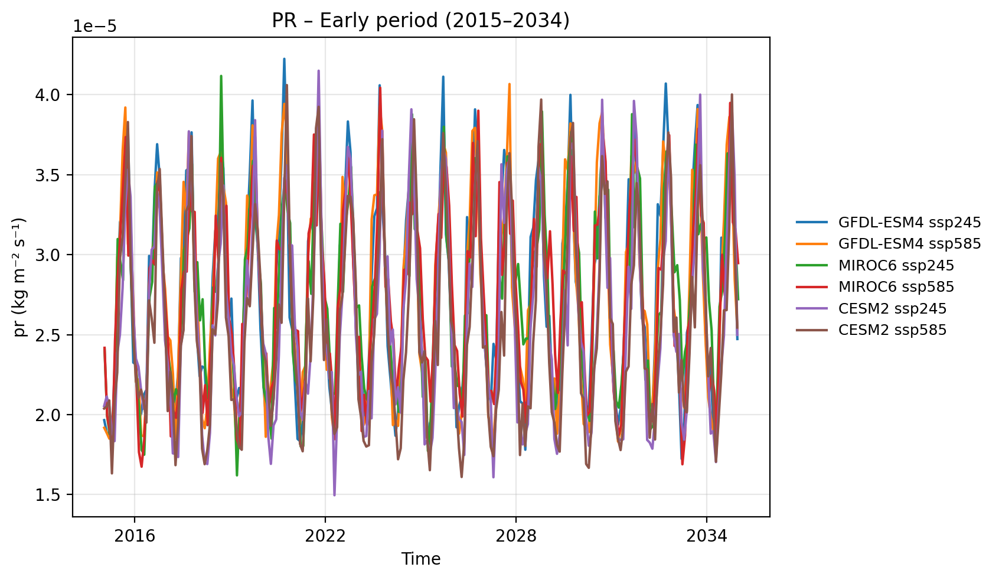 PR – Early period (2015–2034)
1e−5
4.0
3.5
3.0
2.5
2.0
1.5
pr (kg m⁻² s⁻¹)
2016
2022
2028
2034
Time
GFDL-ESM4 ssp245
GFDL-ESM4 ssp585
MIROC6 ssp245
MIROC6 ssp585
CESM2 ssp245
CESM2 ssp585